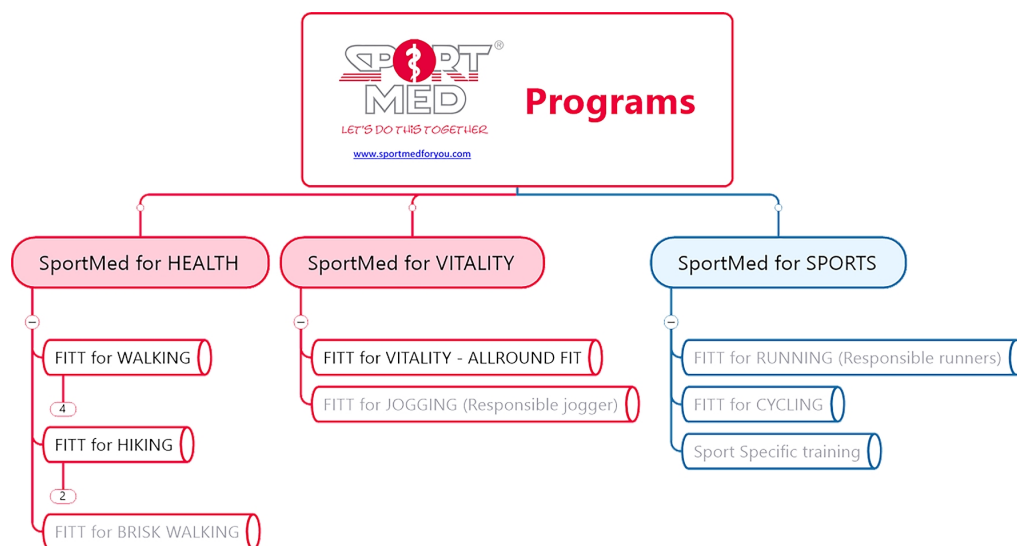 SPORT®
MED
LET'S DO THIS TOGETHER
www.sportmedforyou.com
Programs
SportMed for HEALTH
FITT for WALKING
4
FITT for HIKING
2
FITT for BRISK WALKING
SportMed for VITALITY
FITT for VITALITY - ALLROUND FIT
FITT for JOGGING (Responsible jogger)
SportMed for SPORTS
FITT for RUNNING (Responsible runners)
FITT for CYCLING
Sport Specific training